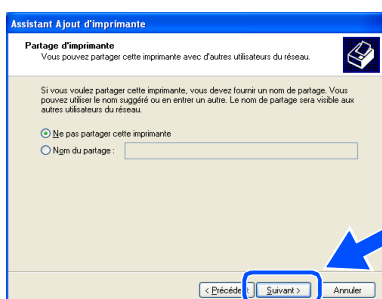 Assistant Ajout d'imprimante
Partage d'imprimante
Vous pouvez partager cette imprimante avec d'autres utilisateurs du réseau.
Si vous voulez partager cette imprimante, vous devez fournir un nom de partage. Vous
pouvez utiliser le nom suggéré ou en entrer un autre. Le nom de partage sera visible aux
autres utilisateurs du réseau.
Ne pas partager cette imprimante
Nom du partage :
< Précédent Suivant > Annuler